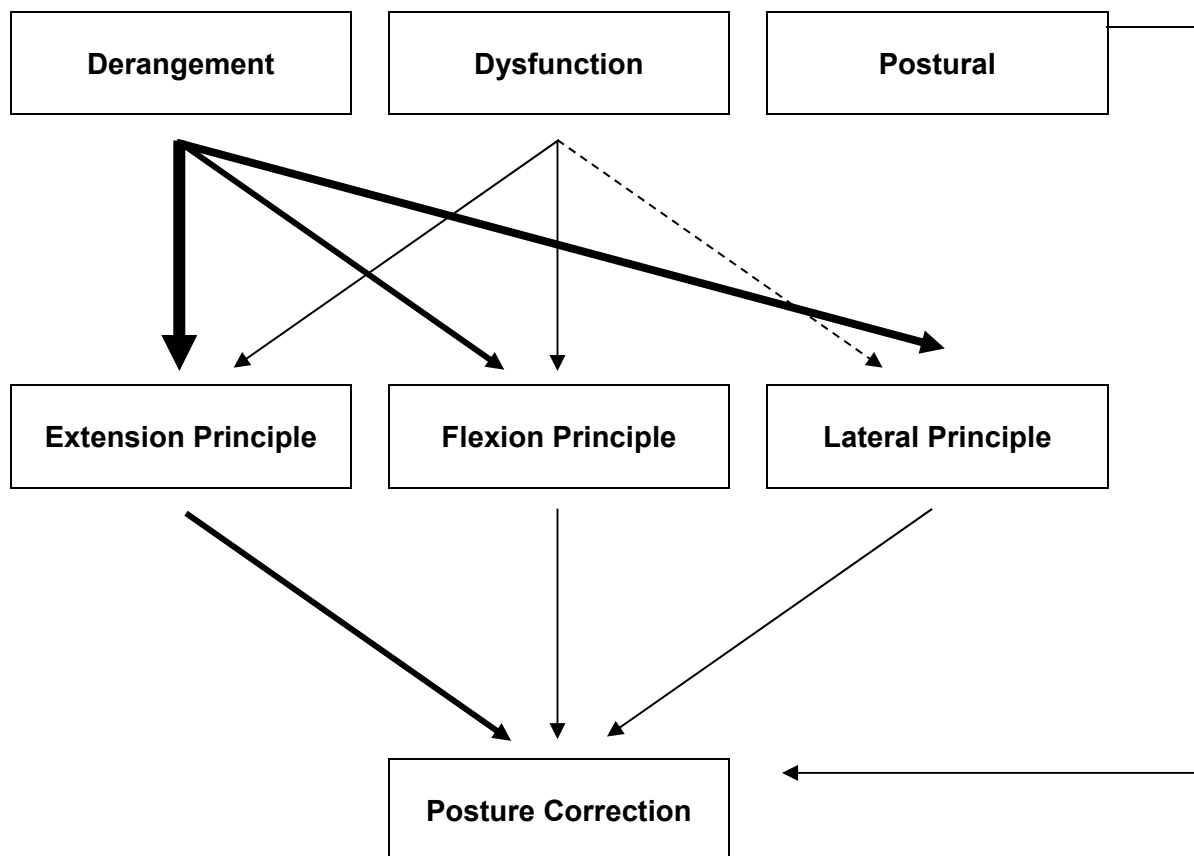 Derangement
Dysfunction
Postural
Extension Principle
Flexion Principle
Lateral Principle
Posture Correction